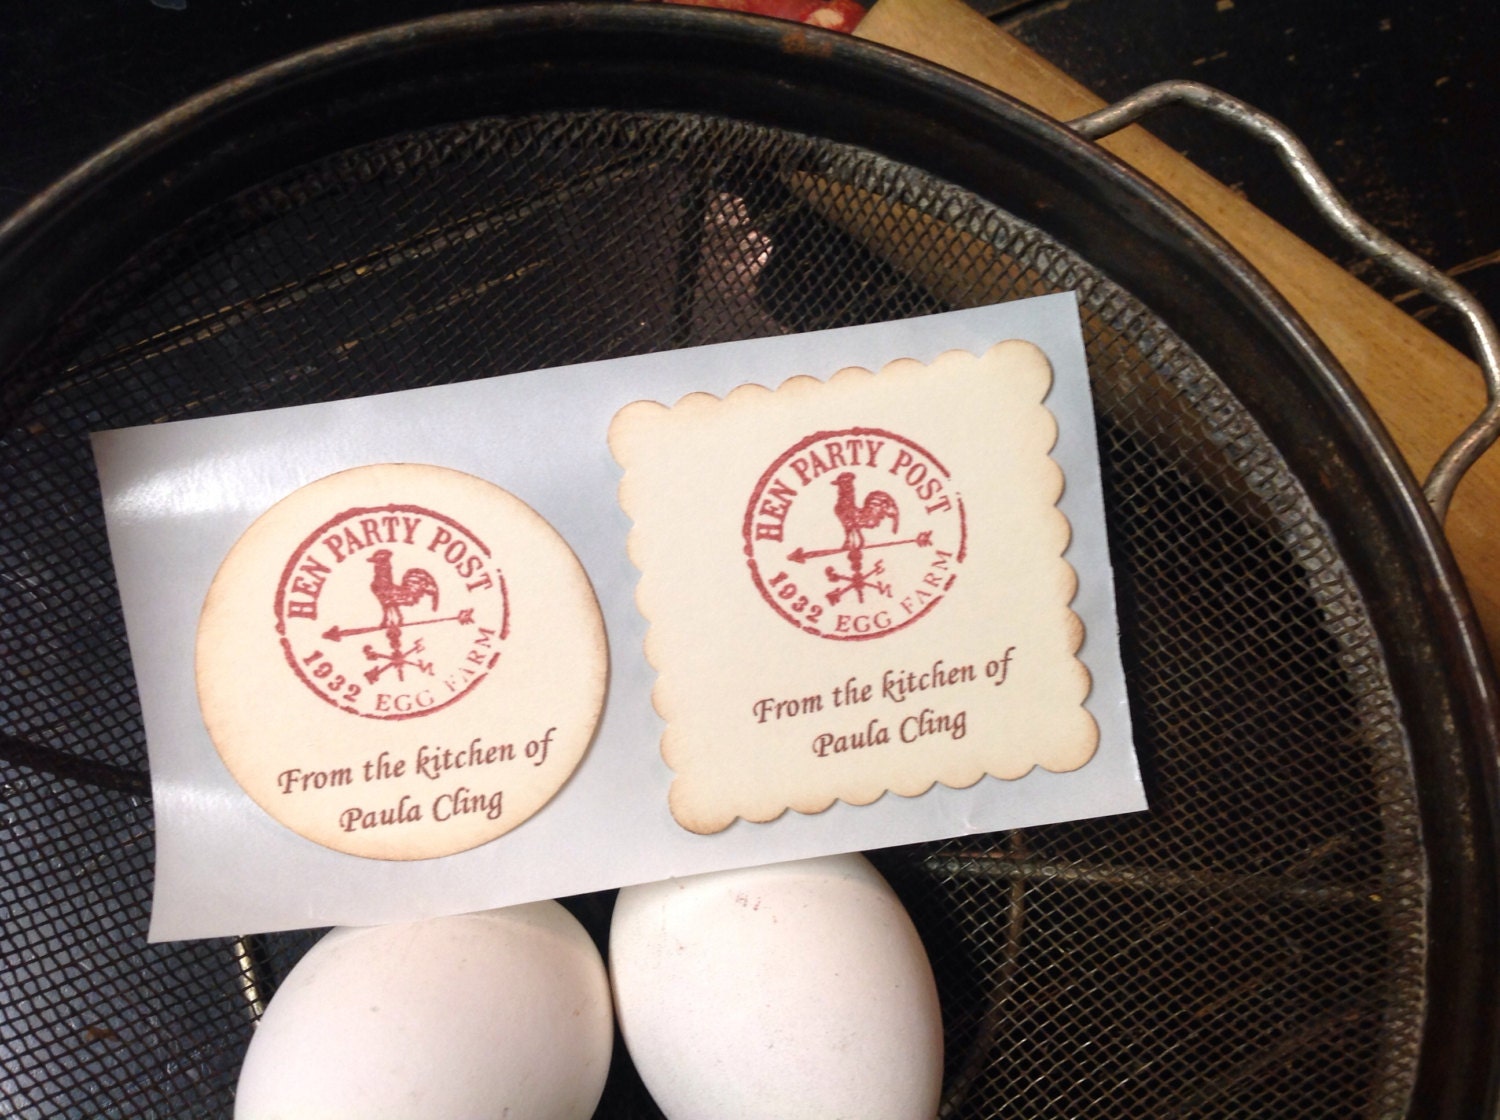 HEN PARTY POST
1932 EGG FARM
E
N
From the kitchen of
Paula Cling
HEN PARTY POST
1932 EGG FARM
E
N
From the kitchen of
Paula Cling